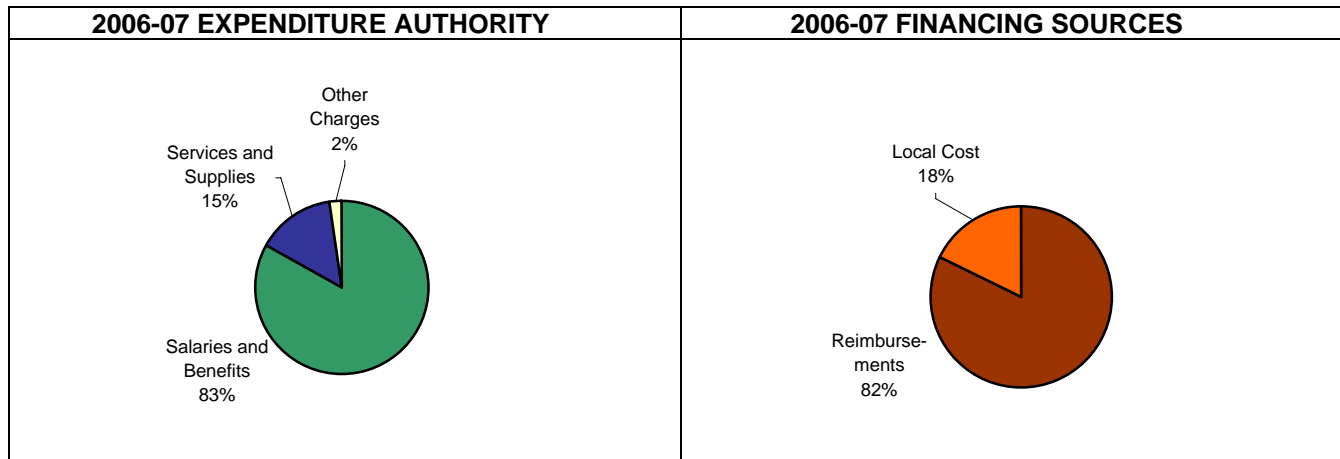 2006-07 EXPENDITURE AUTHORITY
2006-07 FINANCING SOURCES
Other
Charges
2%
Services and
Supplies
15%
Salaries and
Benefits
83%
Local Cost
18%
Reimburse-
ments
82%